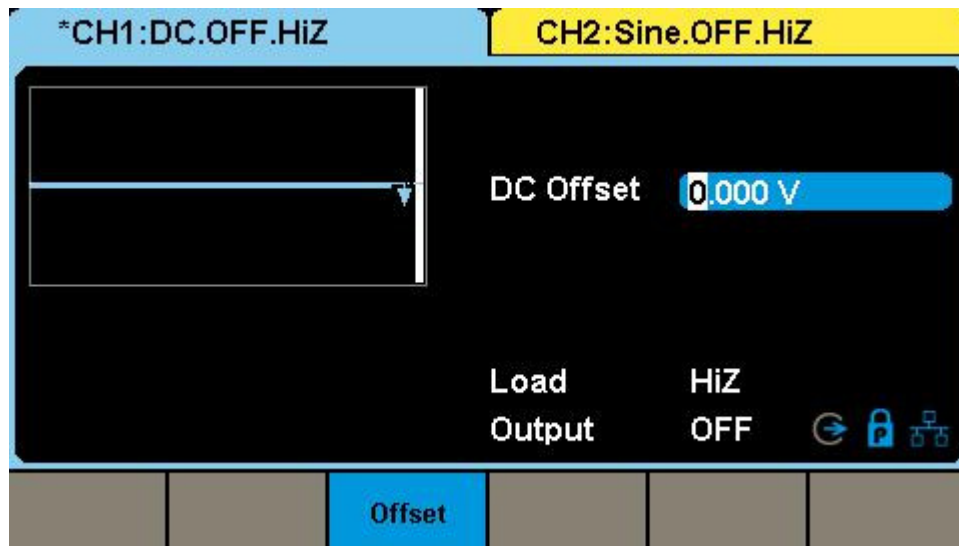 *CH1:DC.OFF.HiZ
CH2:Sine.OFF.HiZ
DC Offset 0.000 V
Load HiZ
Output OFF
P
Offset